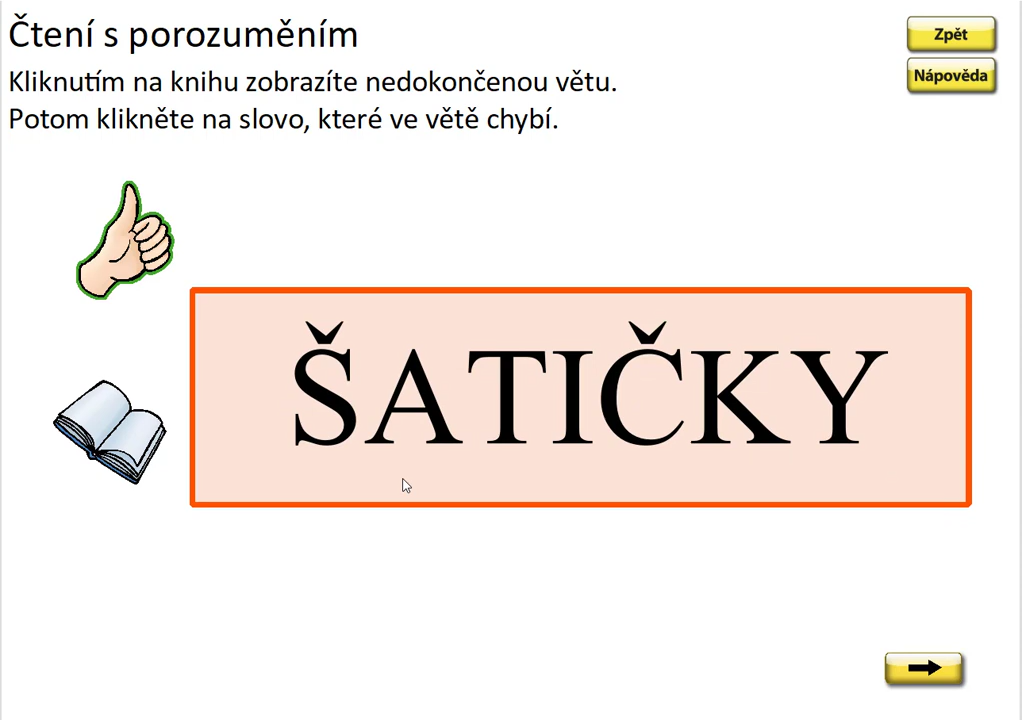 Čtení s porozuměním
Zpět
Kliknutím na knihu zobrazíte nedokončenou větu.
Nápověda
Potom klikněte na slovo, které ve větě chybí.
ŠATIČKY